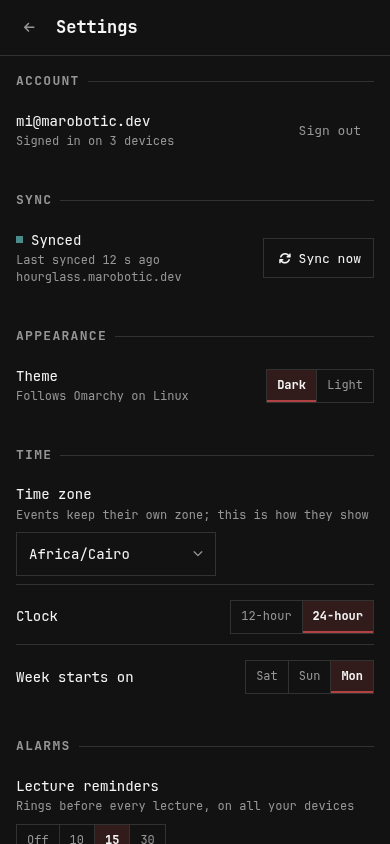 ← Settings
ACCOUNT
mi@marobotic.dev
Signed in on 3 devices
Sign out
SYNC
Synced
Last synced 12 s ago
hourglass.marobotic.dev
Sync now
APPEARANCE
Theme
Follows Omarchy on Linux
Dark Light
TIME
Time zone
Events keep their own zone; this is how they show
Africa/Cairo
Clock
12-hour 24-hour
Week starts on
Sat Sun Mon
ALARMS
Lecture reminders
Rings before every lecture, on all your devices
Off 10 15 30